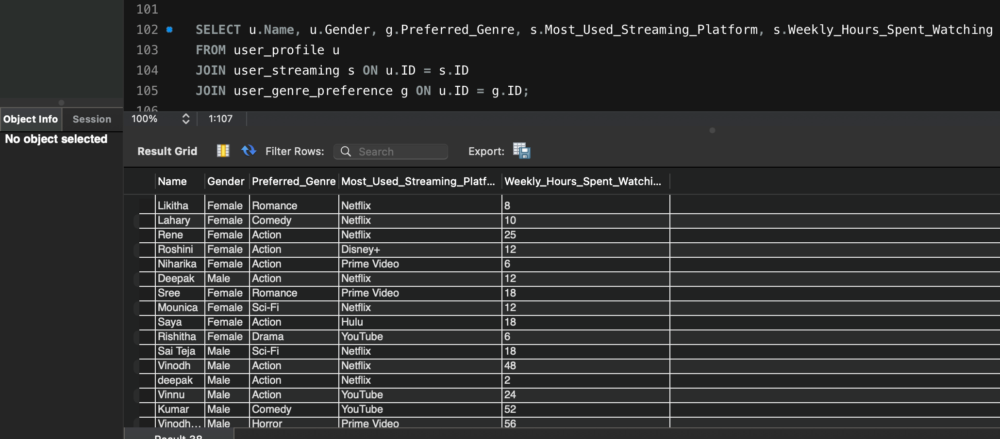 101
102 SELECT u.Name, u.Gender, g.Preferred_Genre, s.Most_Used_Streaming_Platform, s.Weekly_Hours_Spent_Watching
103 FROM user_profile u
104 JOIN user_streaming s ON u.ID = s.ID
105 JOIN user_genre_preference g ON u.ID = g.ID;
106
Object Info Session
100% 1:107
No object selected
Result Grid Filter Rows: Search Export:
Name Gender Preferred_Genre Most_Used_Streaming_Platf... Weekly_Hours_Spent_Watchi...
Likitha Female Romance Netflix 8
Lahary Female Comedy Netflix 10
Rene Female Action Netflix 25
Roshini Female Action Disney+ 12
Niharika Female Action Prime Video 6
Deepak Male Action Netflix 12
Sree Female Romance Prime Video 18
Mounica Female Sci-Fi Netflix 12
Saya Female Action Hulu 18
Rishitha Female Drama YouTube 6
Sai Teja Male Sci-Fi Netflix 18
Vinodh Male Action Netflix 48
deepak Male Action Netflix 2
Vinnu Male Action YouTube 24
Kumar Male Comedy YouTube 52
Vinodh... Male Horror Prime Video 56
Result 38